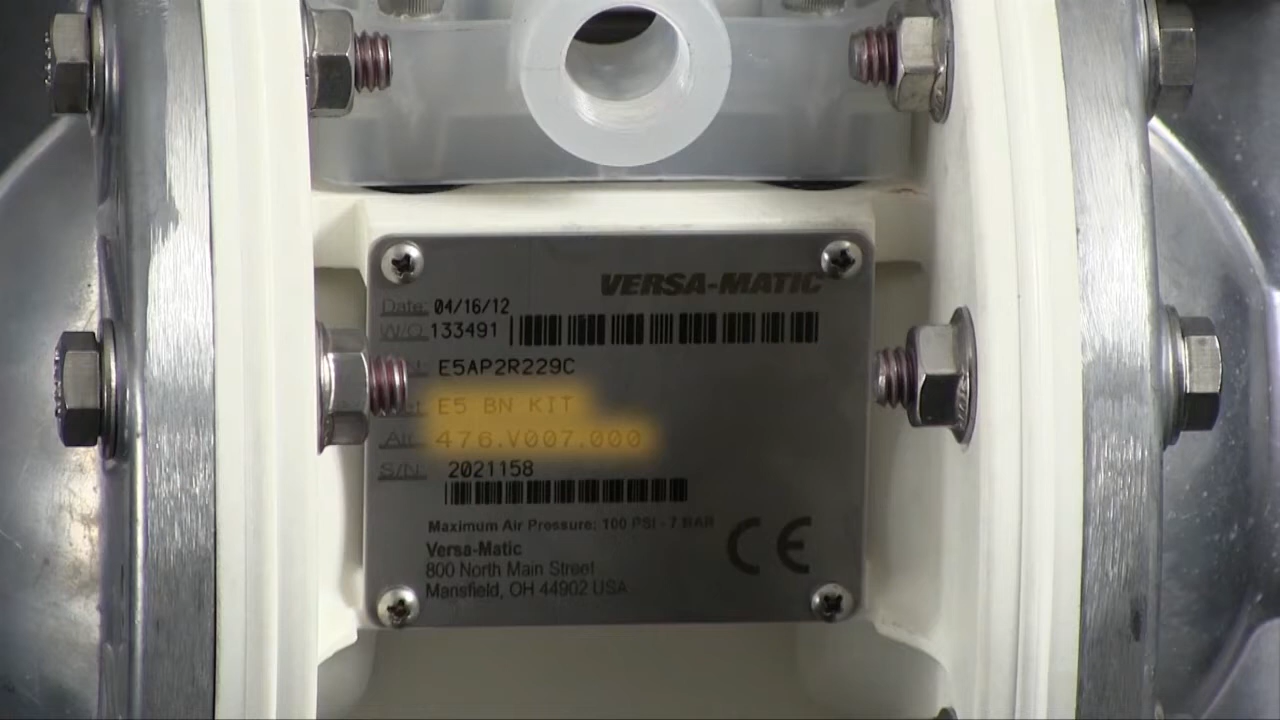 VERSA-MATIC
Date: 04/16/12
W/O 133491
E5AP2R229C
E5 BN KIT
476.V007.000
S/N: 2021158
Maximum Air Pressure: 100 PSI - 7 BAR
CE
Versa-Matic
800 North Main Street
Mansfield, OH 44902 USA